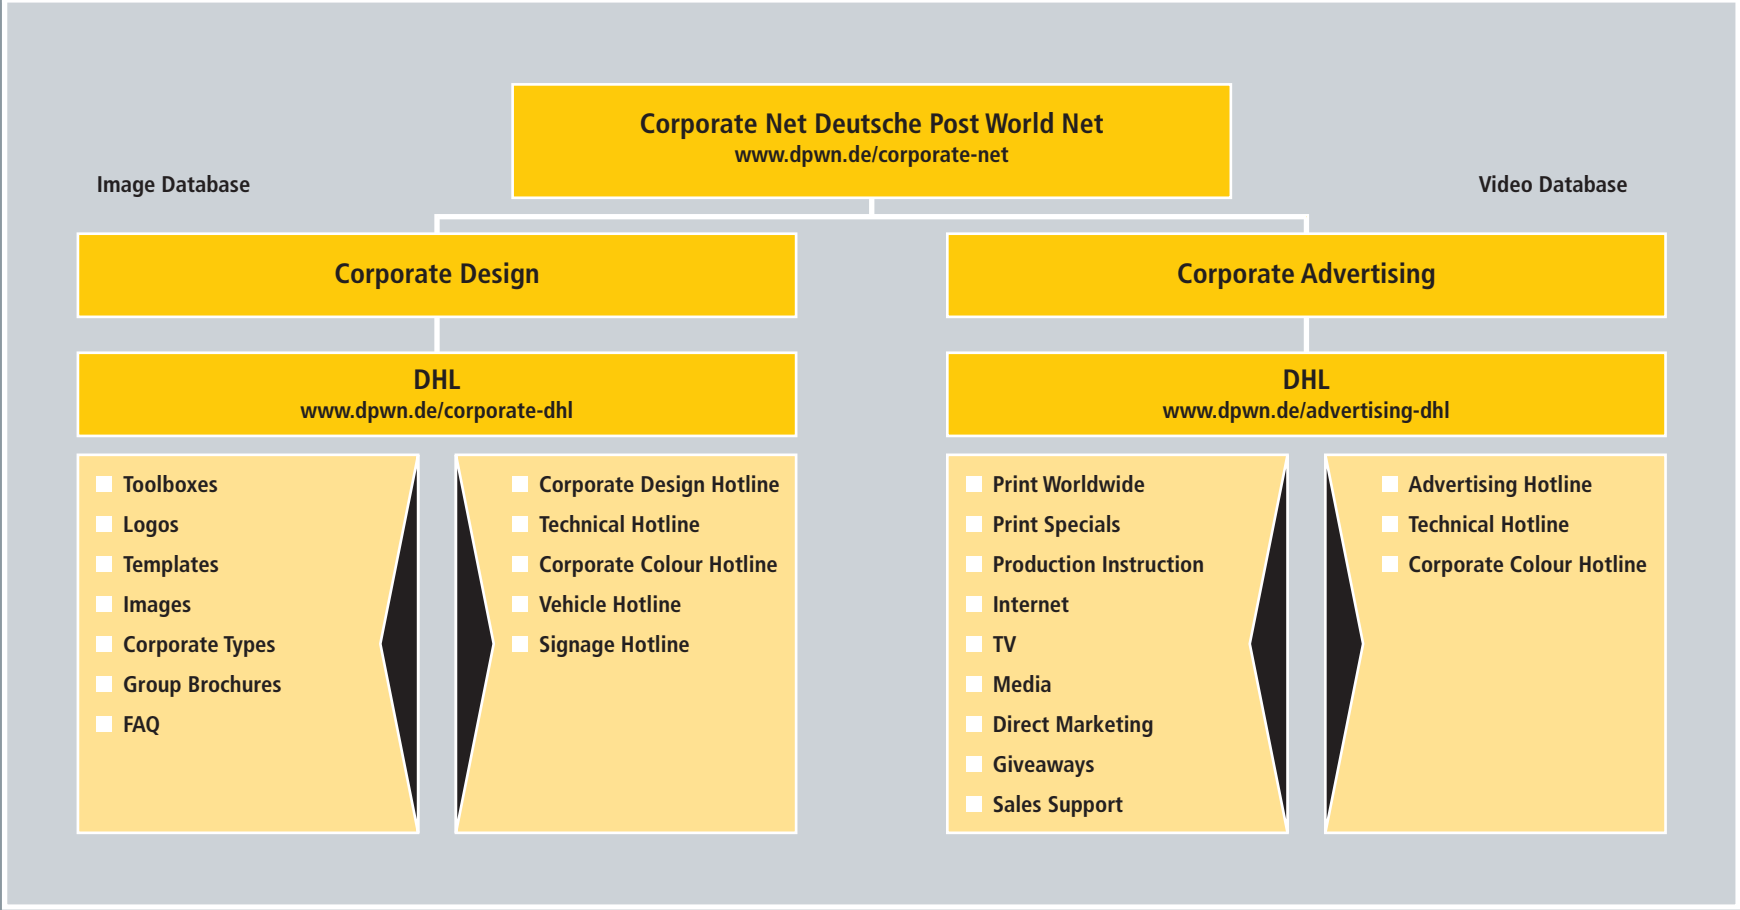 Corporate Net Deutsche Post World Net
www.dpwn.de/corporate-net
Image Database
Video Database
Corporate Design
Corporate Advertising
DHL
www.dpwn.de/corporate-dhl
DHL
www.dpwn.de/advertising-dhl
Toolboxes
Logos
Templates
Images
Corporate Types
Group Brochures
FAQ
Corporate Design Hotline
Technical Hotline
Corporate Colour Hotline
Vehicle Hotline
Signage Hotline
Print Worldwide
Print Specials
Production Instruction
Internet
TV
Media
Direct Marketing
Giveaways
Sales Support
Advertising Hotline
Technical Hotline
Corporate Colour Hotline